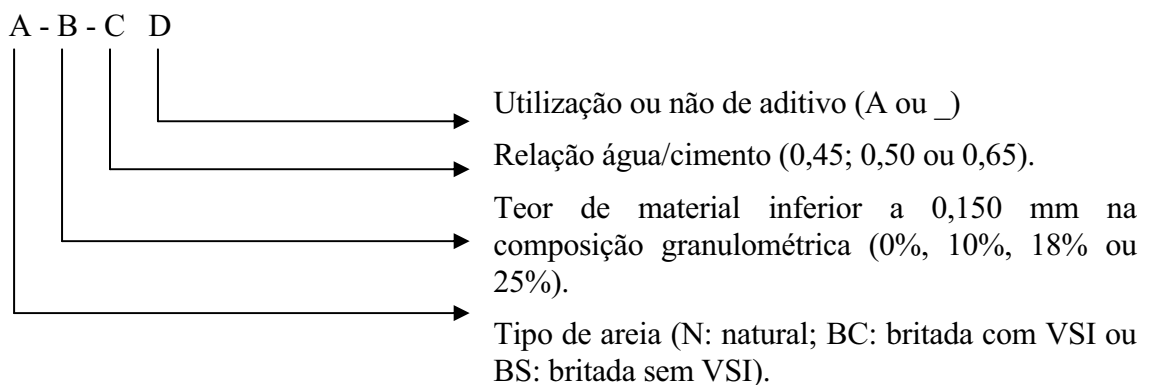 A - B - C D
Utilização ou não de aditivo (A ou _)
Relação água/cimento (0,45; 0,50 ou 0,65).
Teor de material inferior a 0,150 mm na
composição granulométrica (0%, 10%, 18% ou
25%).
Tipo de areia (N: natural; BC: britada com VSI ou
BS: britada sem VSI).